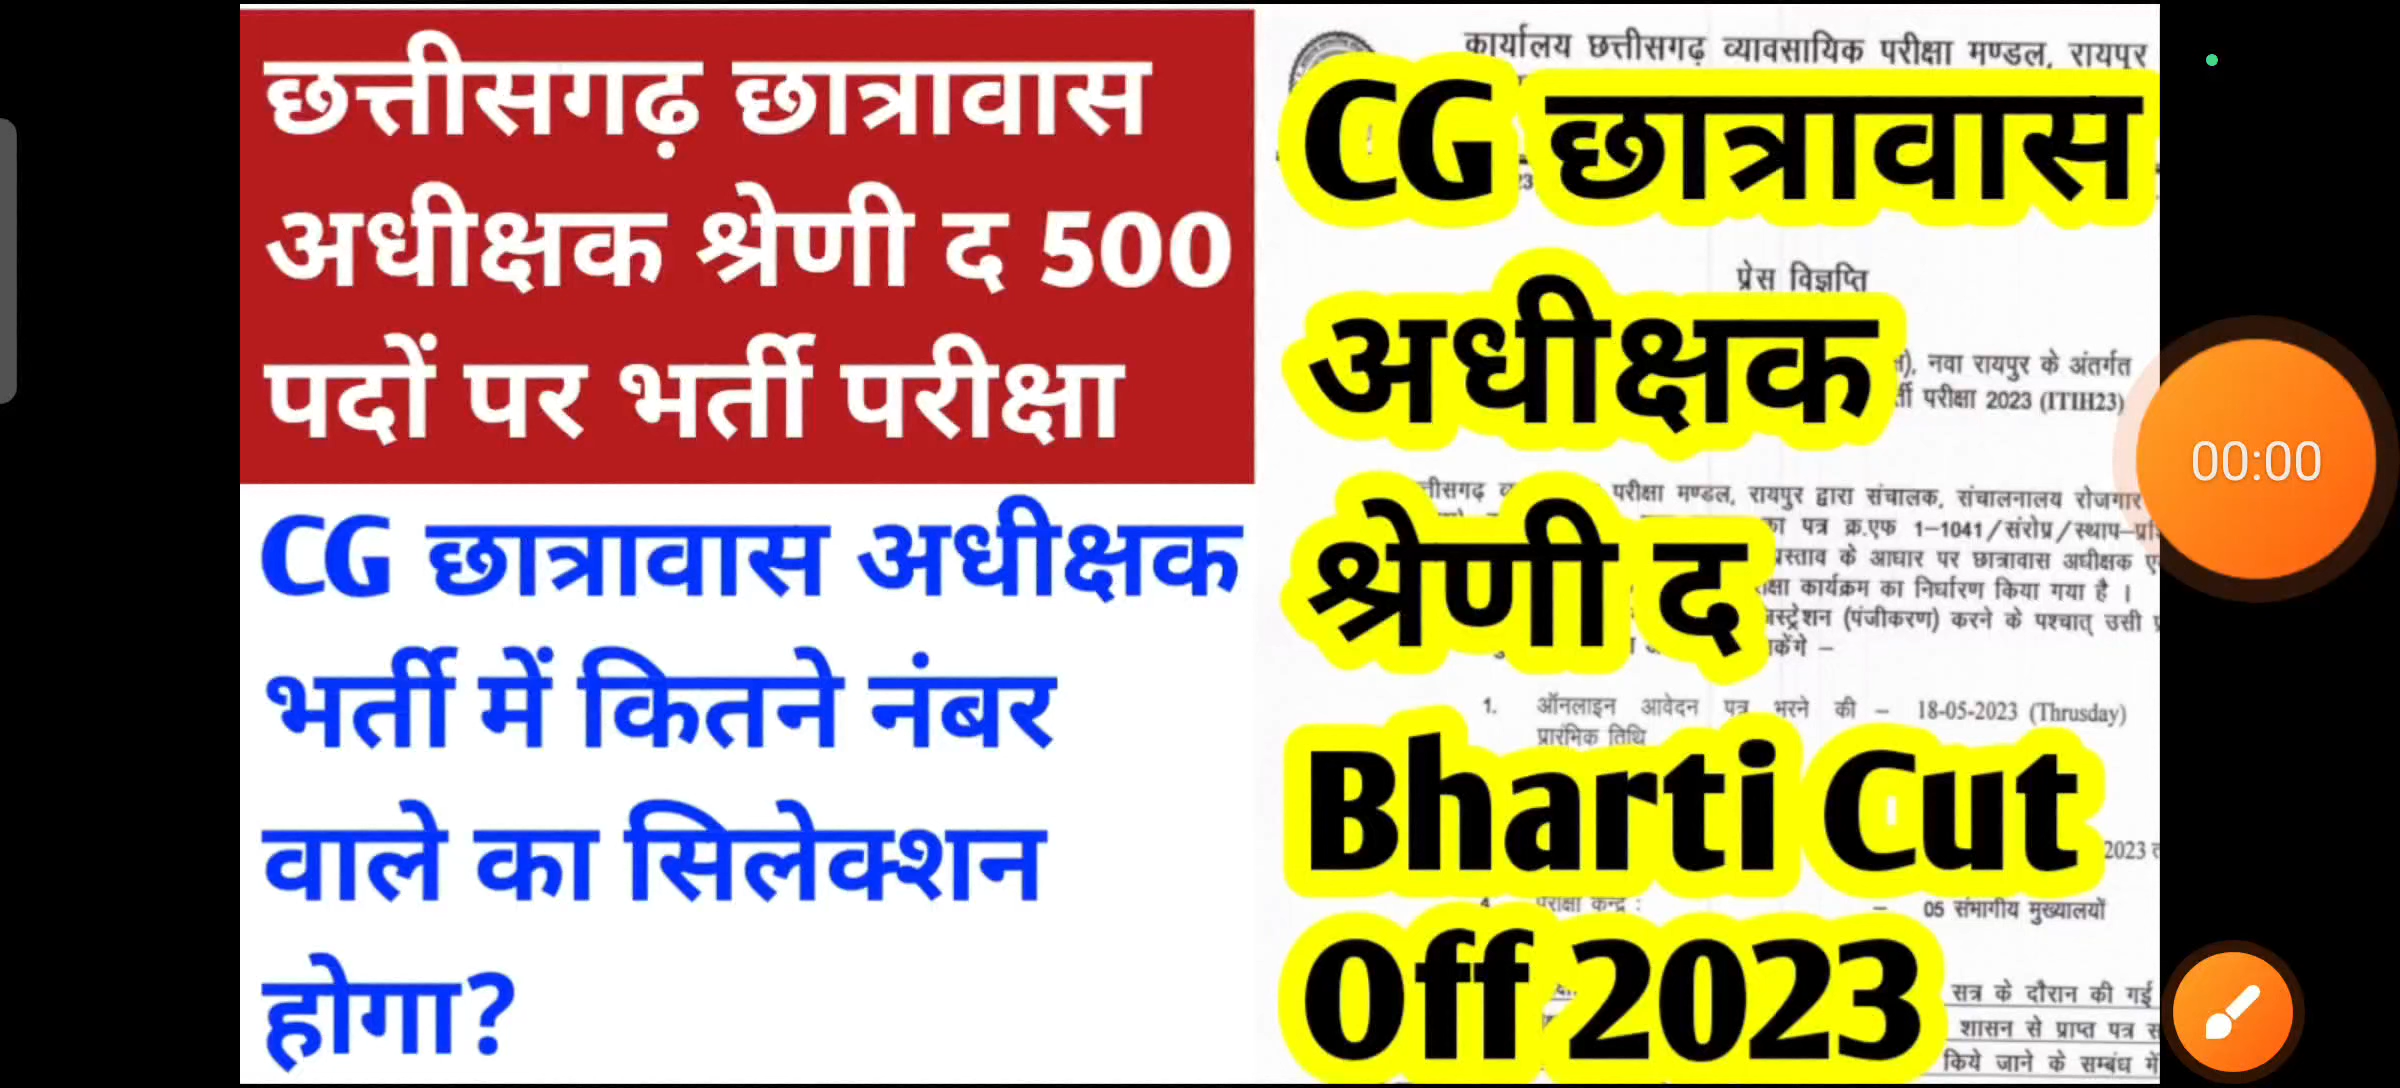 छत्तीसगढ़ छात्रावास
अधीक्षक श्रेणी द 500
पदों पर भर्ती परीक्षा
CG छात्रावास अधीक्षक
भर्ती में कितने नंबर
वाले का सिलेक्शन
होगा?
कार्यालय छत्तीसगढ़ व्यावसायिक परीक्षा मण्डल, रायपुर
CG छात्रावास
प्रेस विज्ञप्ति
अधीक्षक
नवा रायपुर के अंतर्गत
परीक्षा 2023 (ITIH23)
श्रेणी द
परीक्षा मण्डल, रायपुर द्वारा संचालक, संचालनालय रोजगार
पत्र क्र.एफ 1-1041/संरोप्र/स्थाप-
के आधार पर छात्रावास अधीक्षक
कार्यक्रम का निर्धारण किया गया है ।
(पंजीकरण) करने के पश्चात् उसी
1. ऑनलाइन आवेदन पत्र भरने की – 18-05-2023 (Thrusday)
प्रारंभिक तिथि
Bharti Cut
2023
4. परीक्षा केन्द्र : – 05 संभागीय मुख्यालयों
Off 2023
सत्र के दौरान की गई
शासन से प्राप्त पत्र
किये जाने के सम्बंध में
00:00